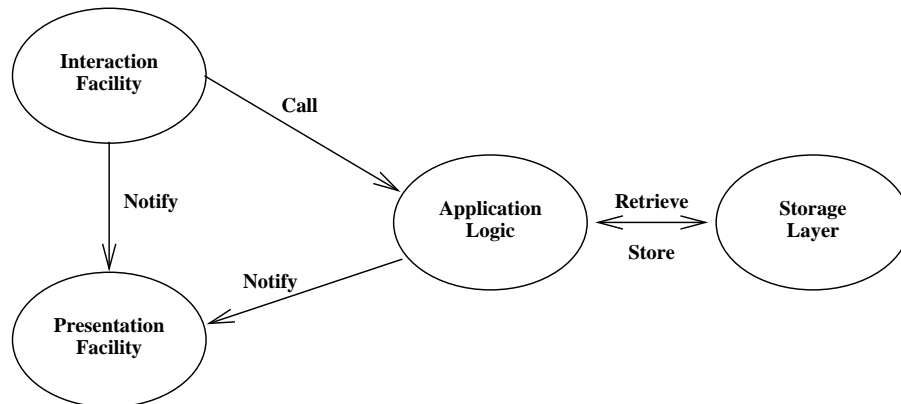 Interaction
Facility
Call
Notify
Application
Logic
Retrieve
Store
Storage
Layer
Notify
Presentation
Facility